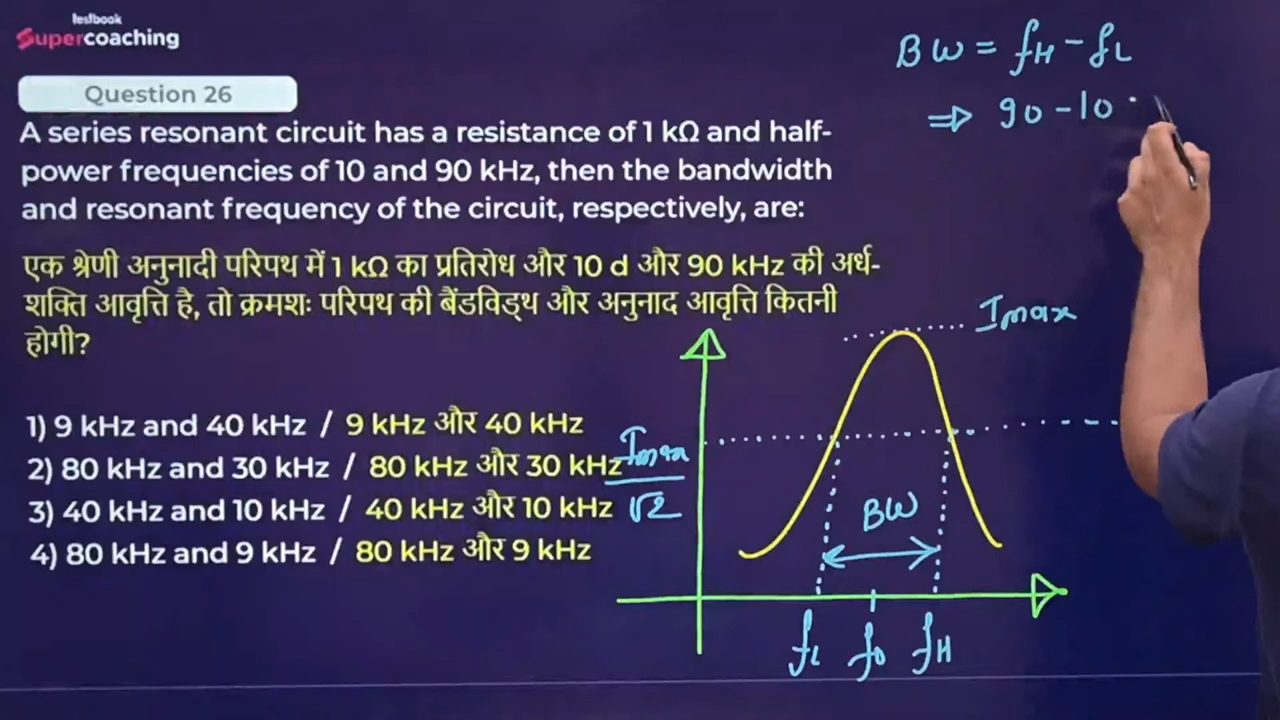 testbook
Supercoaching
Question 26
A series resonant circuit has a resistance of 1 kΩ and half-
power frequencies of 10 and 90 kHz, then the bandwidth
and resonant frequency of the circuit, respectively, are:
एक श्रेणी अनुनादी परिपथ में 1 kΩ का प्रतिरोध और 10 d और 90 kHz की अर्ध-
शक्ति आवृत्ति है, तो क्रमशः परिपथ की बैंडविड्थ और अनुनाद आवृत्ति कितनी
होगी?
1) 9 kHz and 40 kHz / 9 kHz और 40 kHz
2) 80 kHz and 30 kHz / 80 kHz और 30 kHz
3) 40 kHz and 10 kHz / 40 kHz और 10 kHz
4) 80 kHz and 9 kHz / 80 kHz और 9 kHz
BW = fH - fL
⇒ 90 - 10
Imax
Imax
√2
BW
fL fo fH